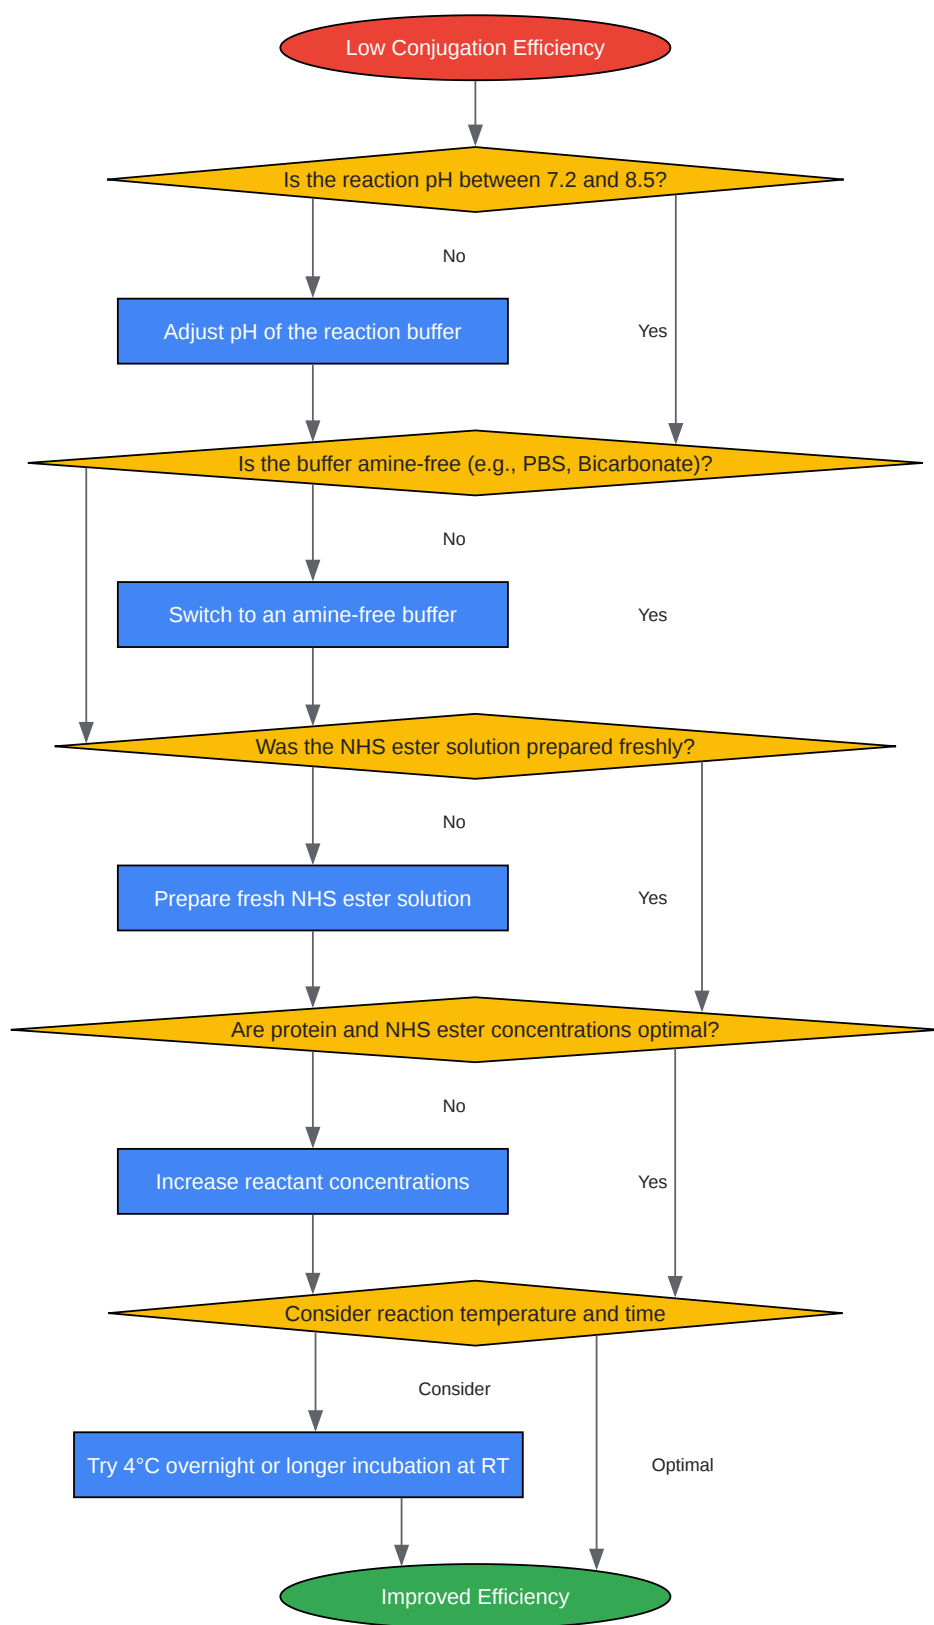 Low Conjugation Efficiency
Is the reaction pH between 7.2 and 8.5?
No
Adjust pH of the reaction buffer
Yes
Is the buffer amine-free (e.g., PBS, Bicarbonate)?
No
Switch to an amine-free buffer
Yes
Was the NHS ester solution prepared freshly?
No
Prepare fresh NHS ester solution
Yes
Are protein and NHS ester concentrations optimal?
No
Increase reactant concentrations
Yes
Consider reaction temperature and time
Consider
Try 4°C overnight or longer incubation at RT
Optimal
Improved Efficiency